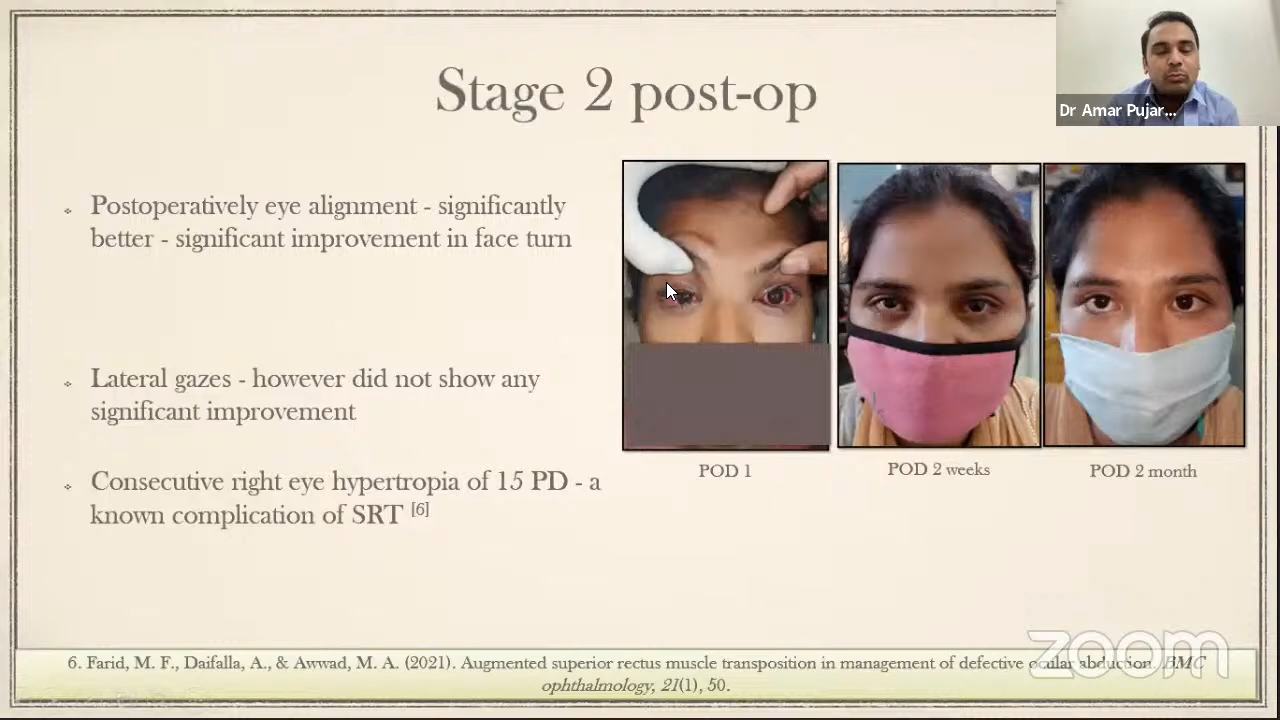 Stage 2 post-op
Dr Amar Pujar...
Postoperatively eye alignment - significantly
better - significant improvement in face turn
Lateral gazes - however did not show any
significant improvement
Consecutive right eye hypertropia of 15 PD - a
known complication of SRT [6]
POD 1
POD 2 weeks
POD 2 month
zoom
6. Farid, M. F., Daifalla, A., & Awwad, M. A. (2021). Augmented superior rectus muscle transposition in management of defective ocular abduction. BMC
ophthalmology, 21(1), 50.